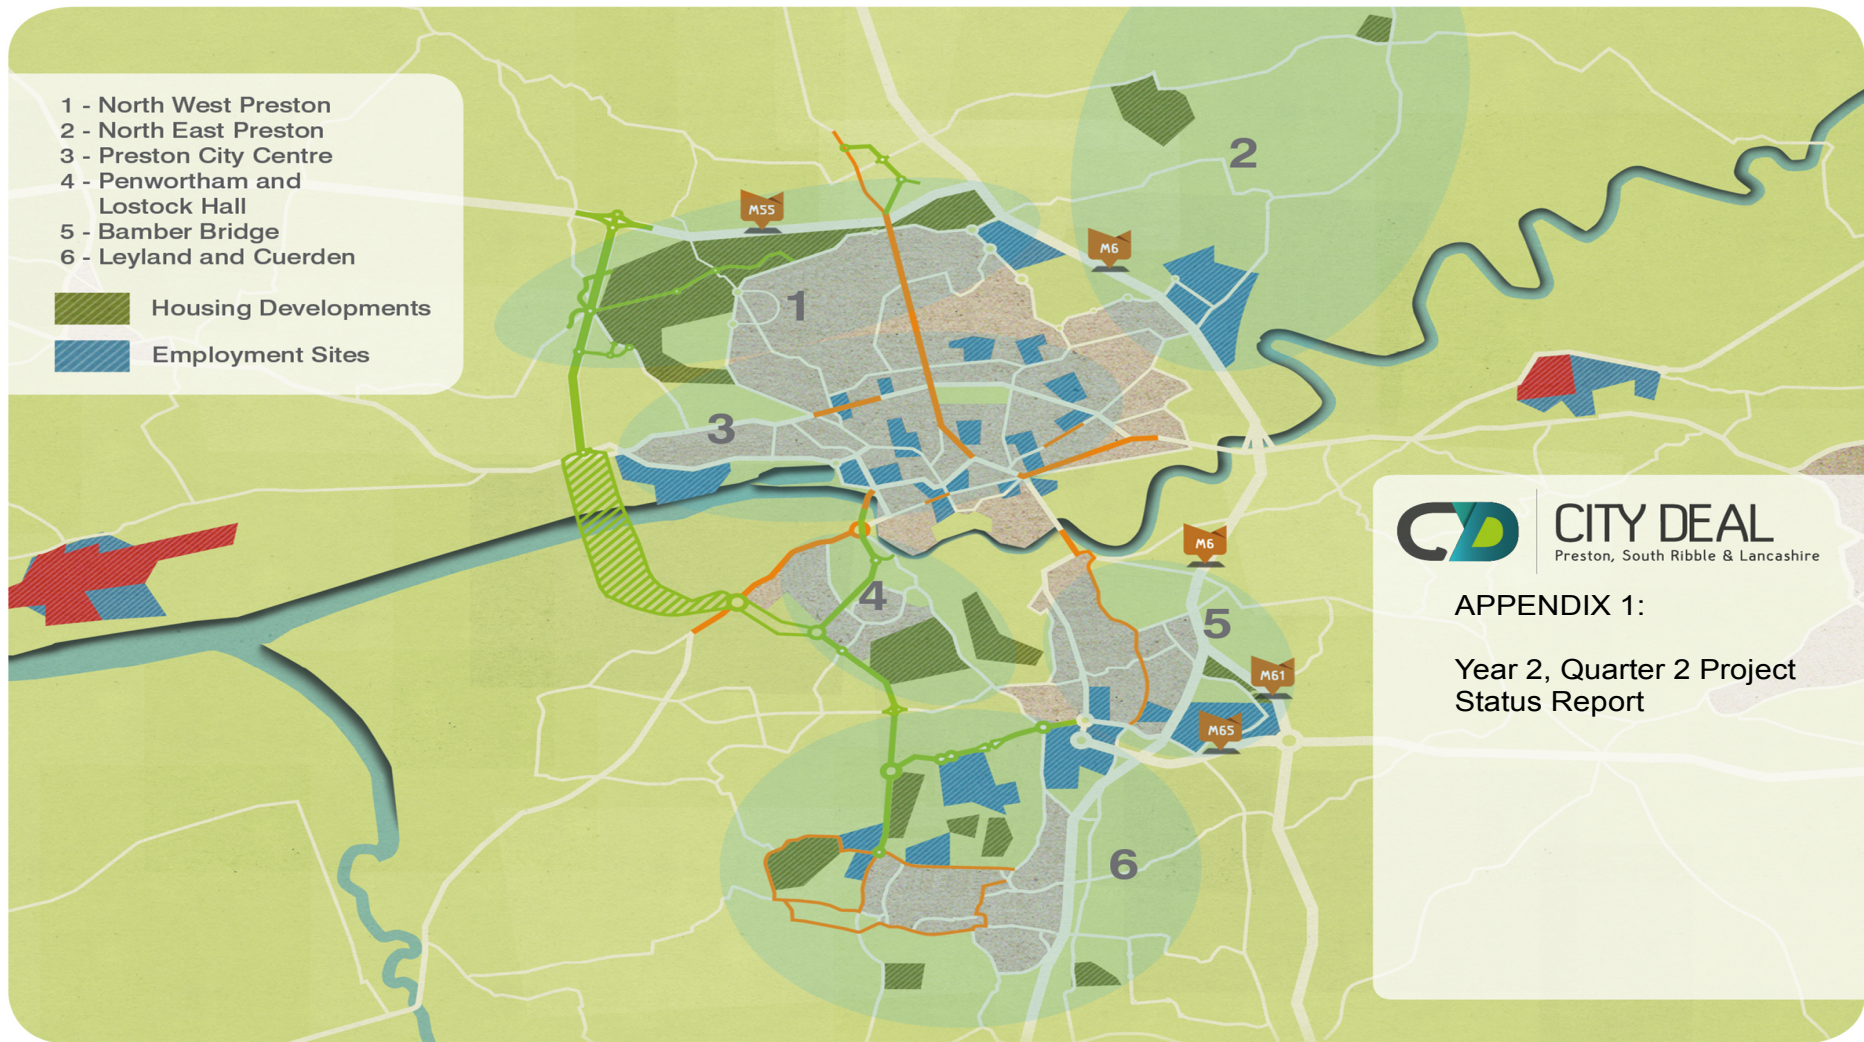 1 - North West Preston
2 - North East Preston
3 - Preston City Centre
4 - Penwortham and
Lostock Hall
5 - Bamber Bridge
6 - Leyland and Cuerden
Housing Developments
Employment Sites
2
M55
M6
1
3
CITY DEAL
Preston, South Ribble & Lancashire
M6
4
APPENDIX 1:
5
Year 2, Quarter 2 Project
Status Report
M61
M65
6